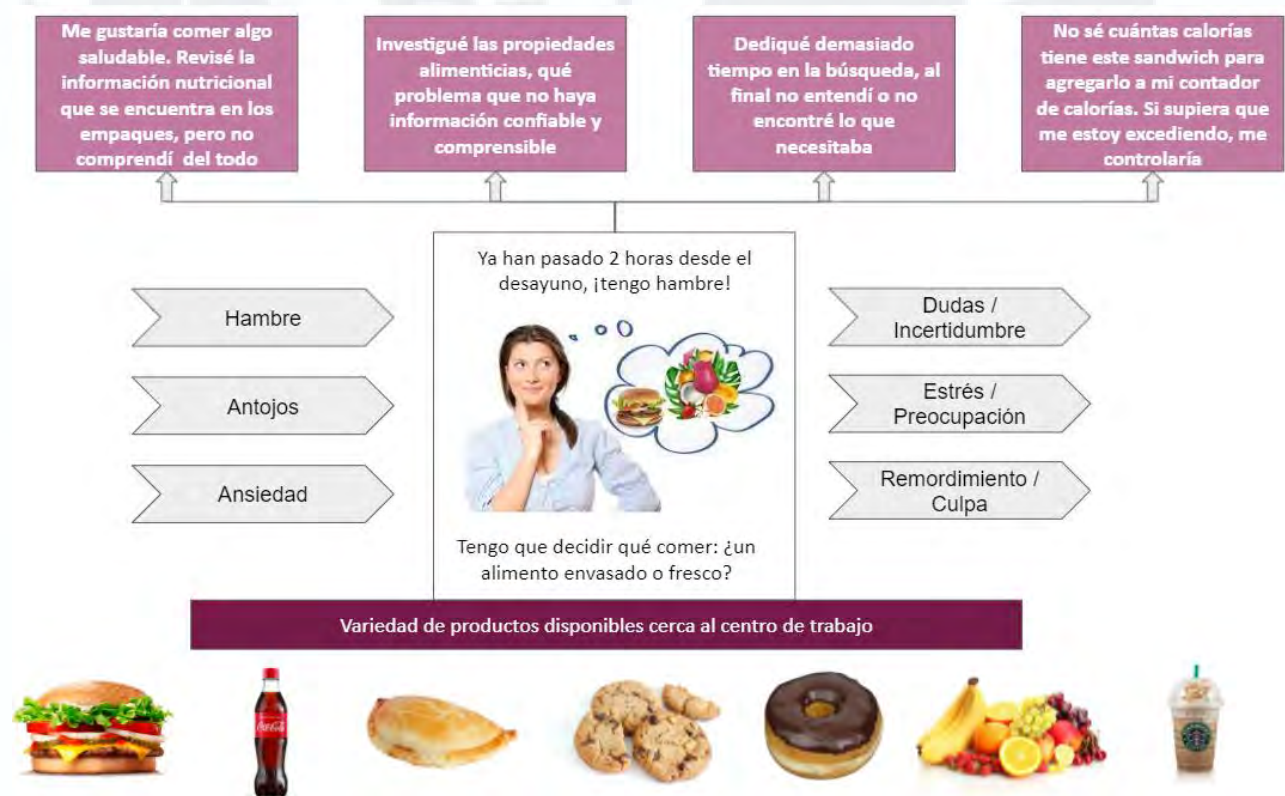 Me gustaría comer algo
saludable. Revisé la
información nutricional
que se encuentra en los
empaques, pero no
comprendí del todo
Investigué las propiedades
alimenticias, qué
problema que no haya
información confiable y
comprensible
Dediqué demasiado
tiempo en la búsqueda, al
final no entendí o no
encontré lo que
necesitaba
No sé cuántas calorías
tiene este sandwich para
agregarlo a mi contador
de calorías. Si supiera que
me estoy excediendo, me
controlaría
Ya han pasado 2 horas desde el
desayuno, ¡tengo hambre!
Hambre
Antojos
Ansiedad
Dudas /
Incertidumbre
Estrés /
Preocupación
Remordimiento /
Culpa
Tengo que decidir qué comer: ¿un
alimento envasado o fresco?
Variedad de productos disponibles cerca al centro de trabajo
Coca-Cola